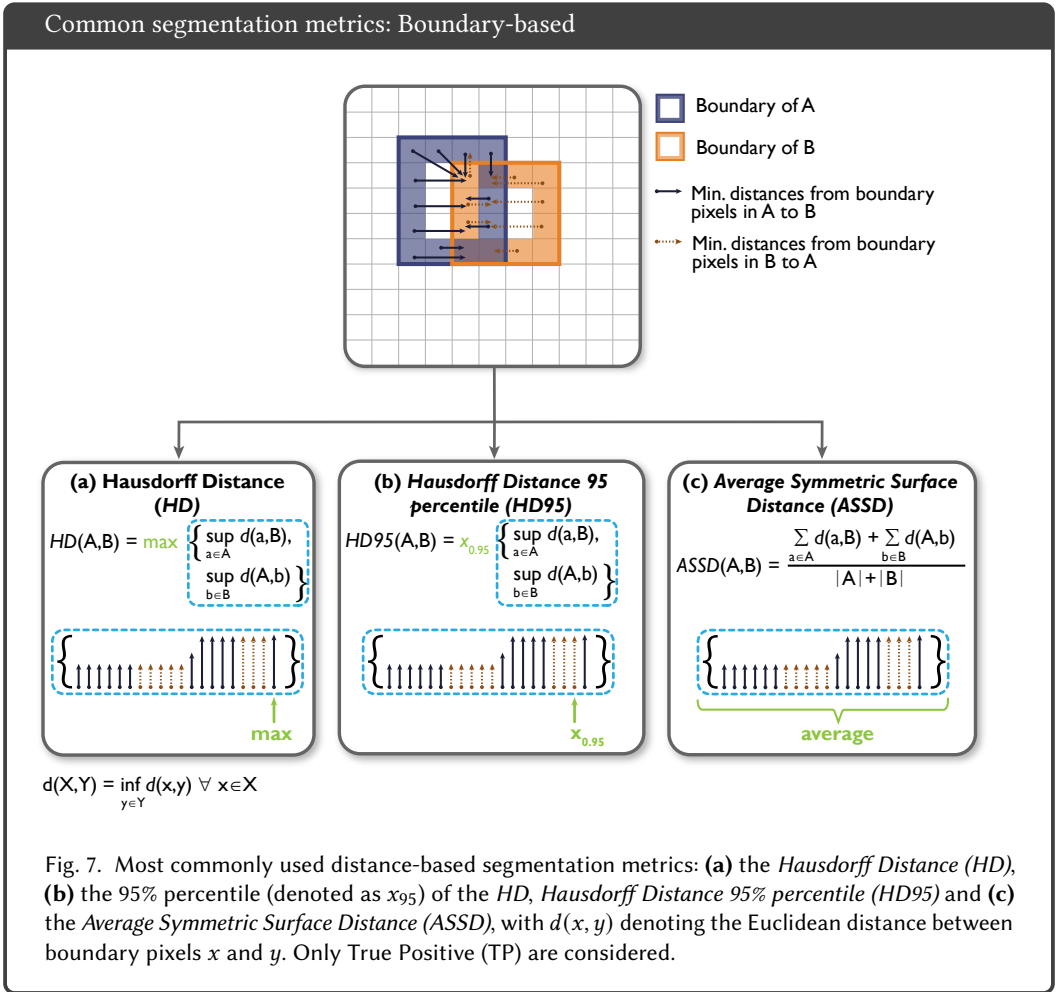 Common segmentation metrics: Boundary-based
Boundary of A
Boundary of B
Min. distances from boundary
pixels in A to B
Min. distances from boundary
pixels in B to A
(a) Hausdorff Distance
(HD)
HD(A,B) = max { sup d(a,B),
a∈A
sup d(A,b) }
b∈B
{ }
max
(b) Hausdorff Distance 95
percentile (HD95)
HD95(A,B) = x0.95 { sup d(a,B),
a∈A
sup d(A,b) }
b∈B
{ }
x0.95
(c) Average Symmetric Surface
Distance (ASSD)
∑ d(a,B) + ∑ d(A,b)
a∈A b∈B
ASSD(A,B) =
|A|+|B|
{ }
average
d(X,Y) = inf d(x,y) ∀ x∈X
y∈Y
Fig. 7. Most commonly used distance-based segmentation metrics: (a) the Hausdorff Distance (HD),
(b) the 95% percentile (denoted as x95) of the HD, Hausdorff Distance 95% percentile (HD95) and (c)
the Average Symmetric Surface Distance (ASSD), with d(x, y) denoting the Euclidean distance between
boundary pixels x and y. Only True Positive (TP) are considered.